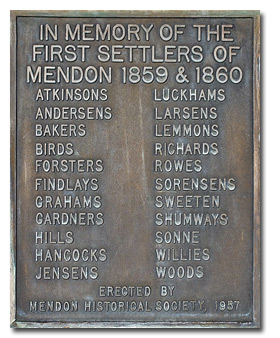 IN MEMORY OF THE
FIRST SETTLERS OF
MENDON 1859 & 1860
ATKINSONS
ANDERSENS
BAKERS
BIRDS
FORSTERS
FINDLAYS
GRAHAMS
GARDNERS
HILLS
HANCOCKS
JENSENS
LUCKHAMS
LARSENS
LEMMONS
RICHARDS
ROWES
SORENSENS
SWEETEN
SHUMWAYS
SONNE
WILLIES
WOODS
ERECTED BY
MENDON HISTORICAL SOCIETY, 1957